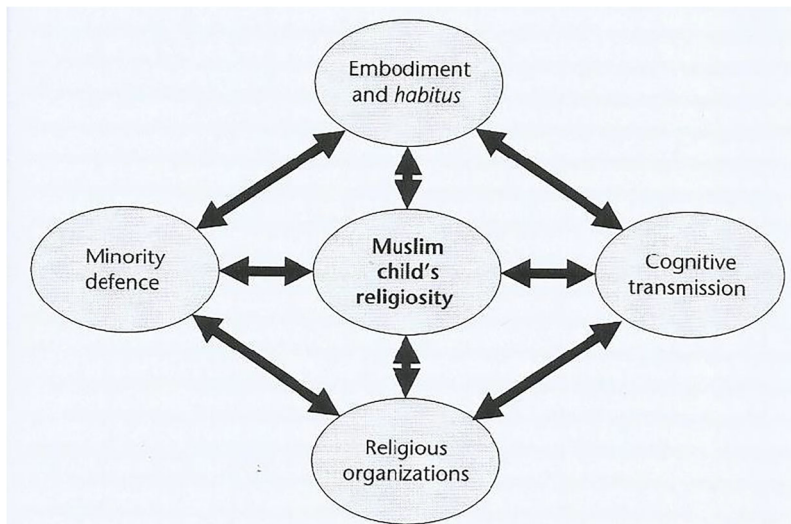 Embodiment
and habitus
Minority
defence
Muslim
child's
religiosity
Cognitive
transmission
Religious
organizations